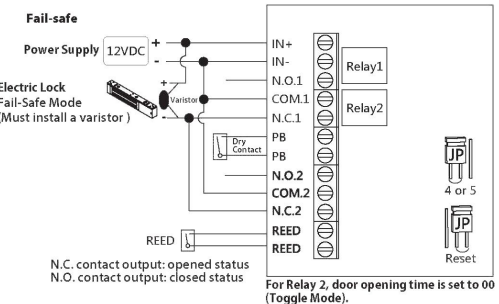 Fail-safe
Power Supply
12VDC
+
-
Electric Lock
Fail-Safe Mode
(Must install a varistor )
+
Varistor
-
Dry
Contact
REED
IN+
IN-
N.O.1
COM.1
N.C.1
PB
PB
N.O.2
COM.2
N.C.2
REED
REED
Relay1
Relay2
JP
4 or 5
JP
Reset
N.C. contact output: opened status
N.O. contact output: closed status
For Relay 2, door opening time is set to 00
(Toggle Mode).